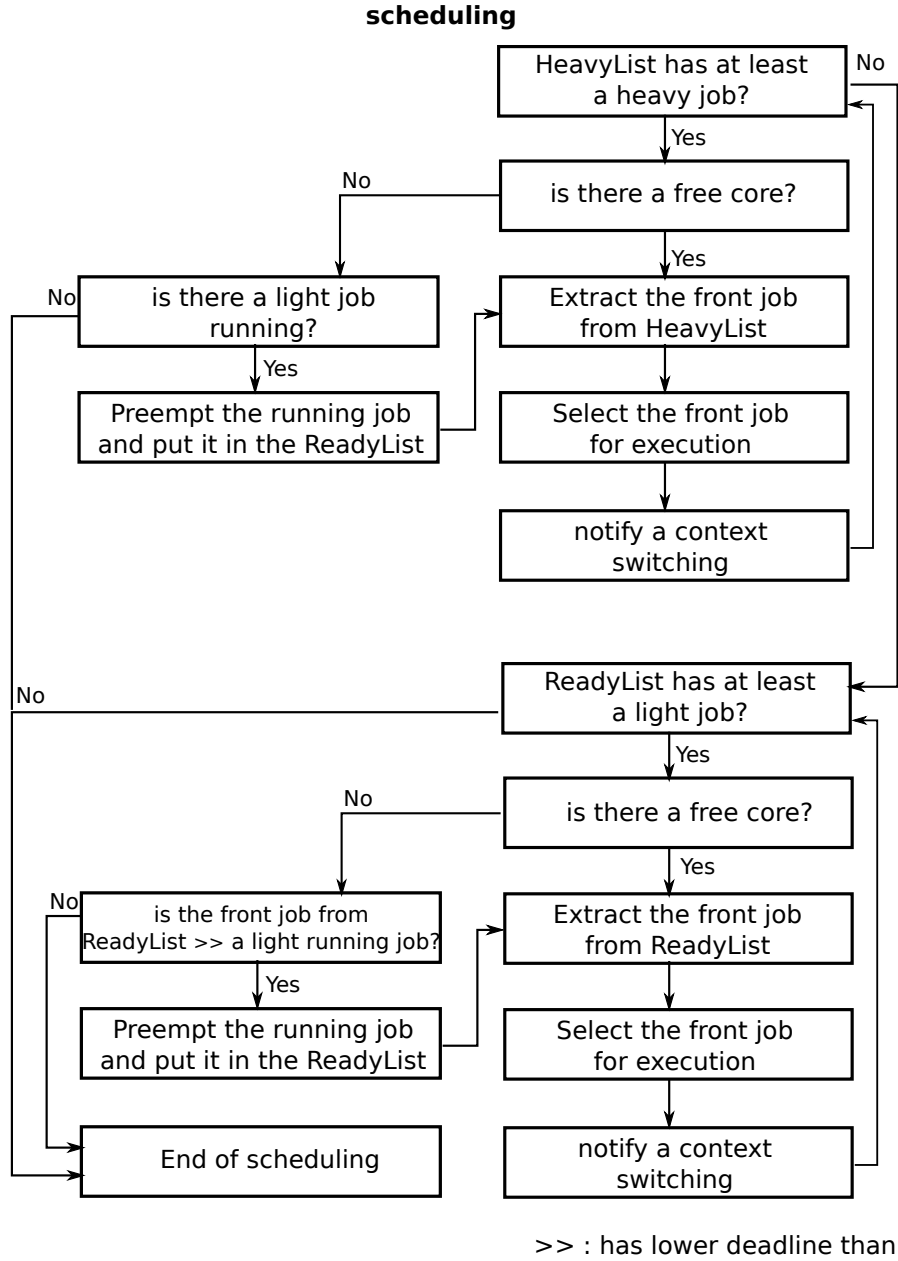 scheduling
HeavyList has at least
a heavy job?
No
Yes
is there a free core?
No
Yes
is there a light job
running?
No
Extract the front job
from HeavyList
Yes
Preempt the running job
and put it in the ReadyList
Select the front job
for execution
notify a context
switching
ReadyList has at least
a light job?
No
Yes
is there a free core?
No
Yes
is the front job from
ReadyList >> a light running job?
No
Extract the front job
from ReadyList
Yes
Preempt the running job
and put it in the ReadyList
Select the front job
for execution
End of scheduling
notify a context
switching
>> : has lower deadline than